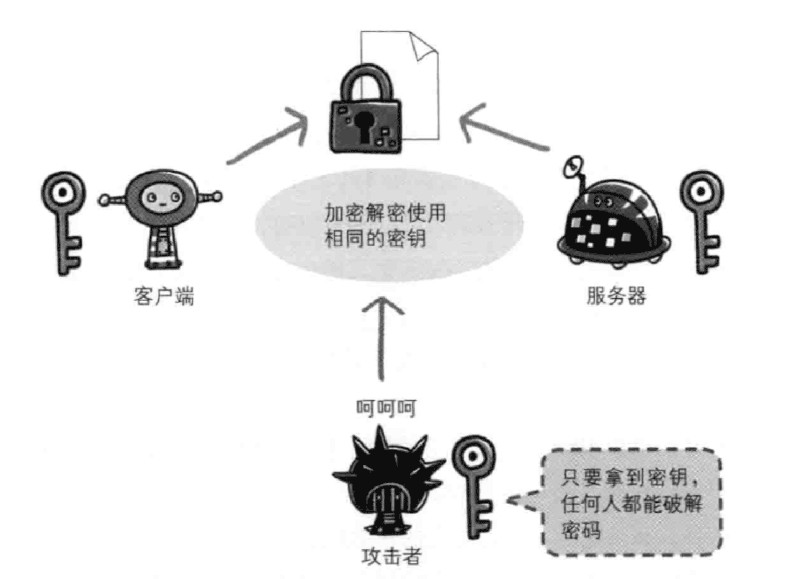 加密解密使用
相同的密钥
客户端
服务器
呵呵呵
只要拿到密钥，
任何人都能破解
密码
攻击者